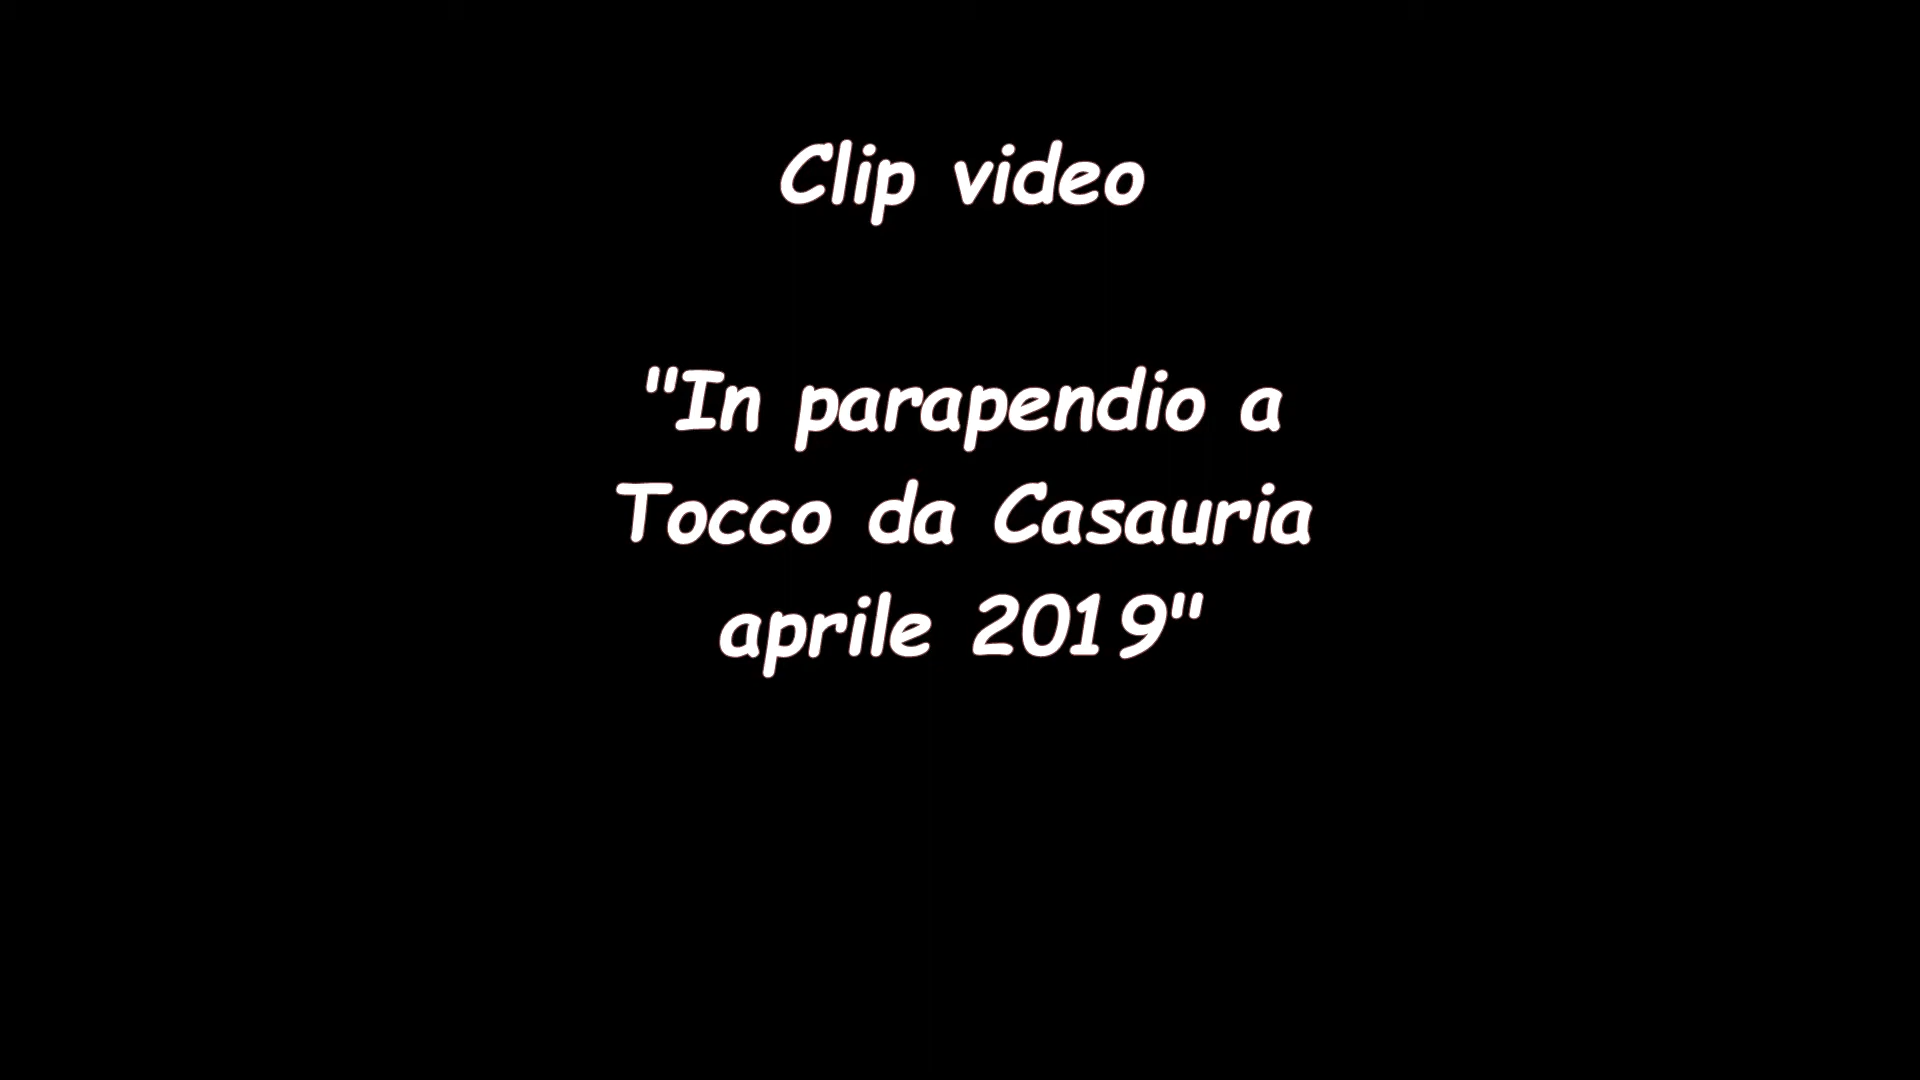 Clip video
"In parapendio a
Tocco da Casauria
aprile 2019"